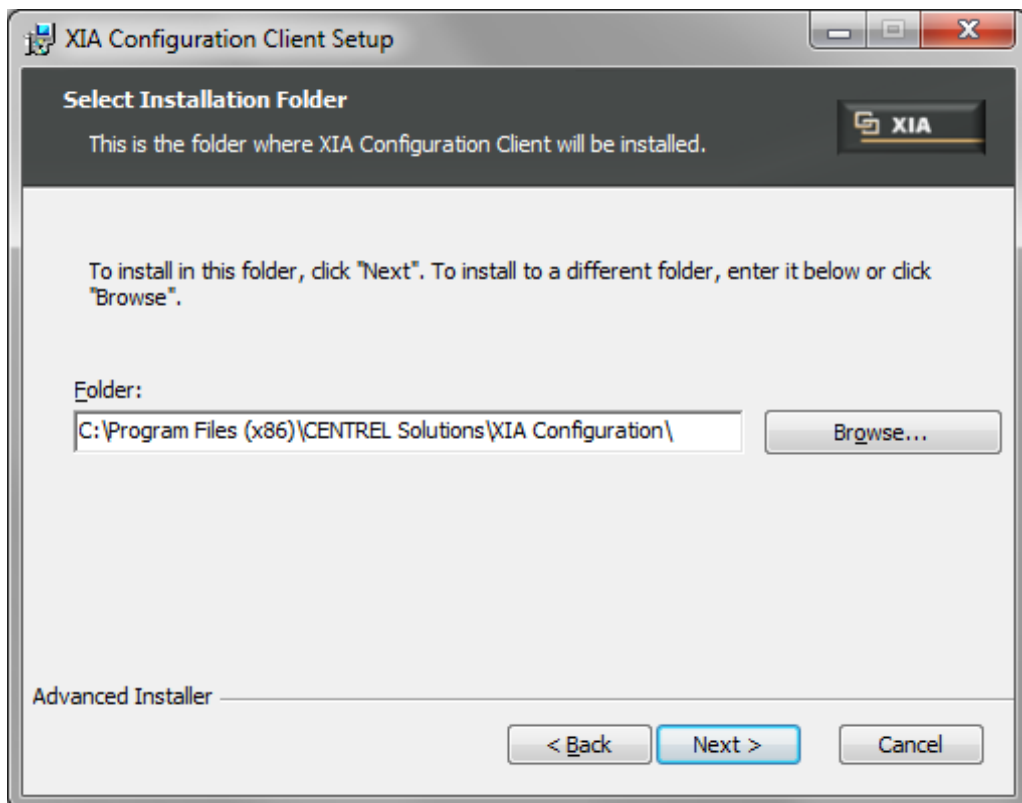 XIA Configuration Client Setup
Select Installation Folder
This is the folder where XIA Configuration Client will be installed.
XIA
To install in this folder, click "Next". To install to a different folder, enter it below or click
"Browse".
Folder:
C:\Program Files (x86)\CENTREL Solutions\XIA Configuration\
Browse...
Advanced Installer
< Back
Next >
Cancel